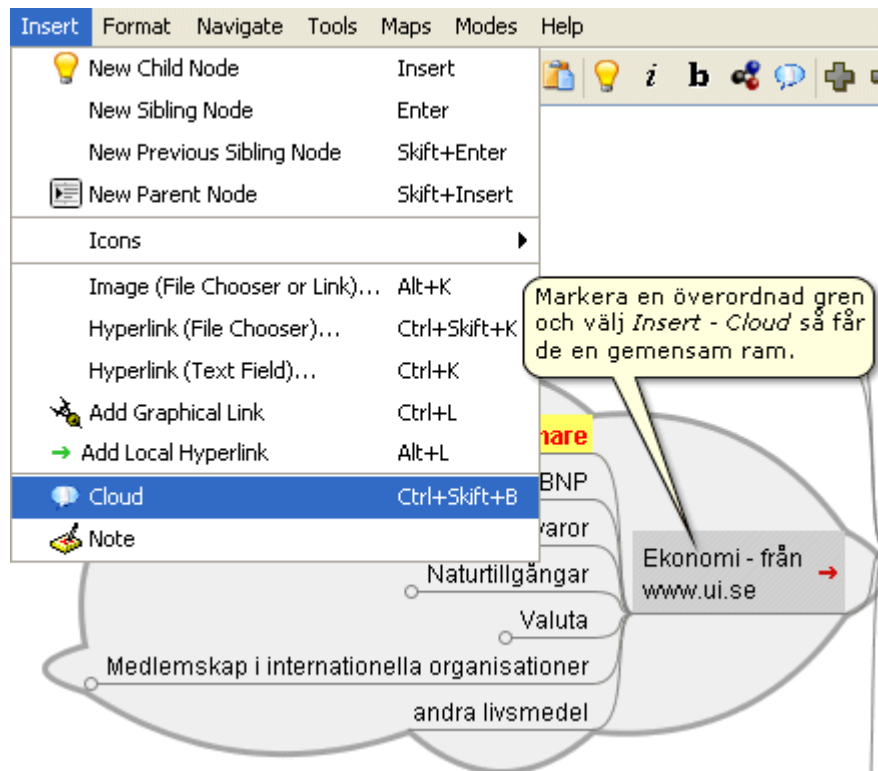 Insert Format Navigate Tools Maps Modes Help
New Child Node Insert
i b
New Sibling Node Enter
New Previous Sibling Node Skift+Enter
New Parent Node Skift+Insert
Icons
Image (File Chooser or Link)... Alt+K
Hyperlink (File Chooser)... Ctrl+Skift+K
Hyperlink (Text Field)... Ctrl+K
Add Graphical Link Ctrl+L
Add Local Hyperlink Alt+L
Cloud Ctrl+Skift+B
Note
Markera en överordnad gren
och välj Insert - Cloud så får
de en gemensam ram.
BNP
varor
Naturtillgångar
Valuta
Medlemskap i internationella organisationer
andra livsmedel
Ekonomi - från
www.ui.se